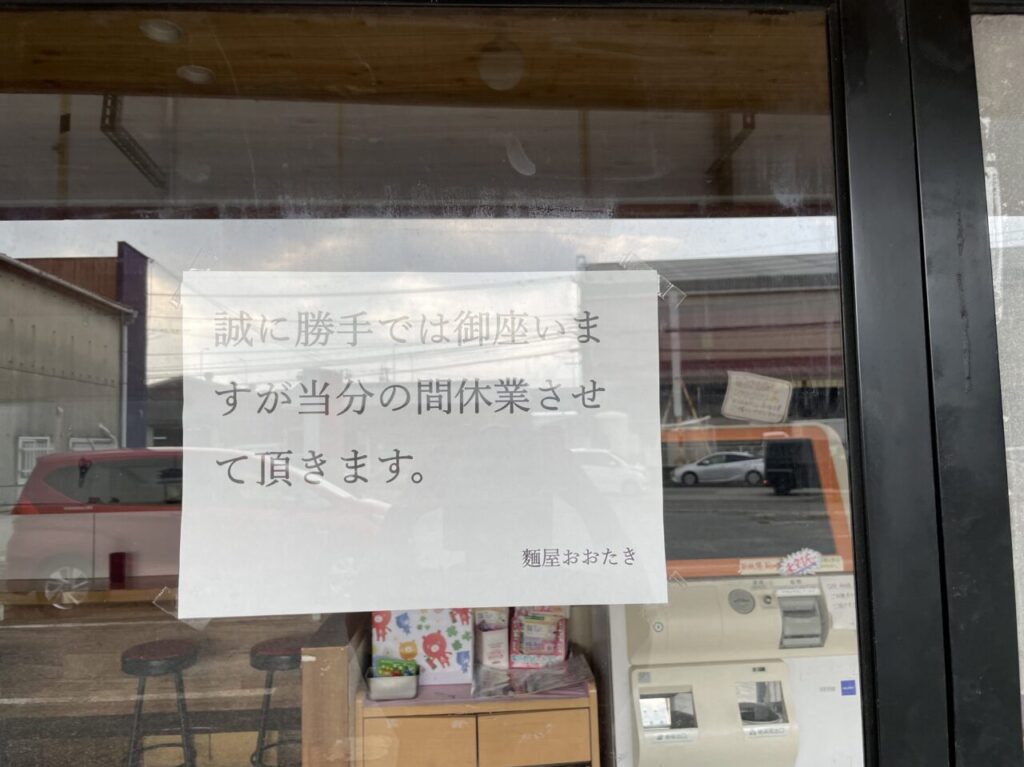 誠に勝手では御座いま
すが当分の間休業させ
て頂きます。
麵屋おおたき